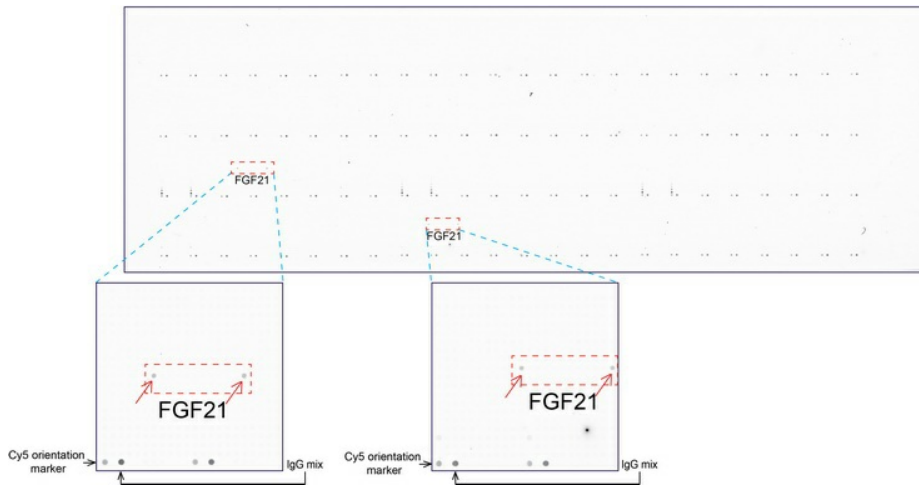 FGF21
FGF21
FGF21
FGF21
Cy5 orientation
marker
IgG mix
Cy5 orientation
marker
IgG mix